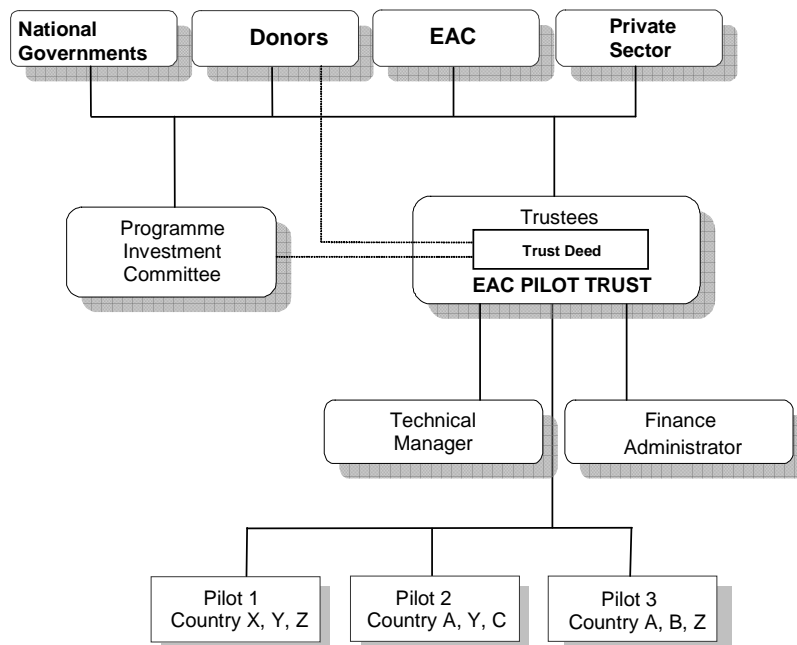 National
Governments
Donors
EAC
Private
Sector
Programme
Investment
Committee
Trustees
Trust Deed
EAC PILOT TRUST
Technical
Manager
Finance
Administrator
Pilot 1
Country X, Y, Z
Pilot 2
Country A, Y, C
Pilot 3
Country A, B, Z